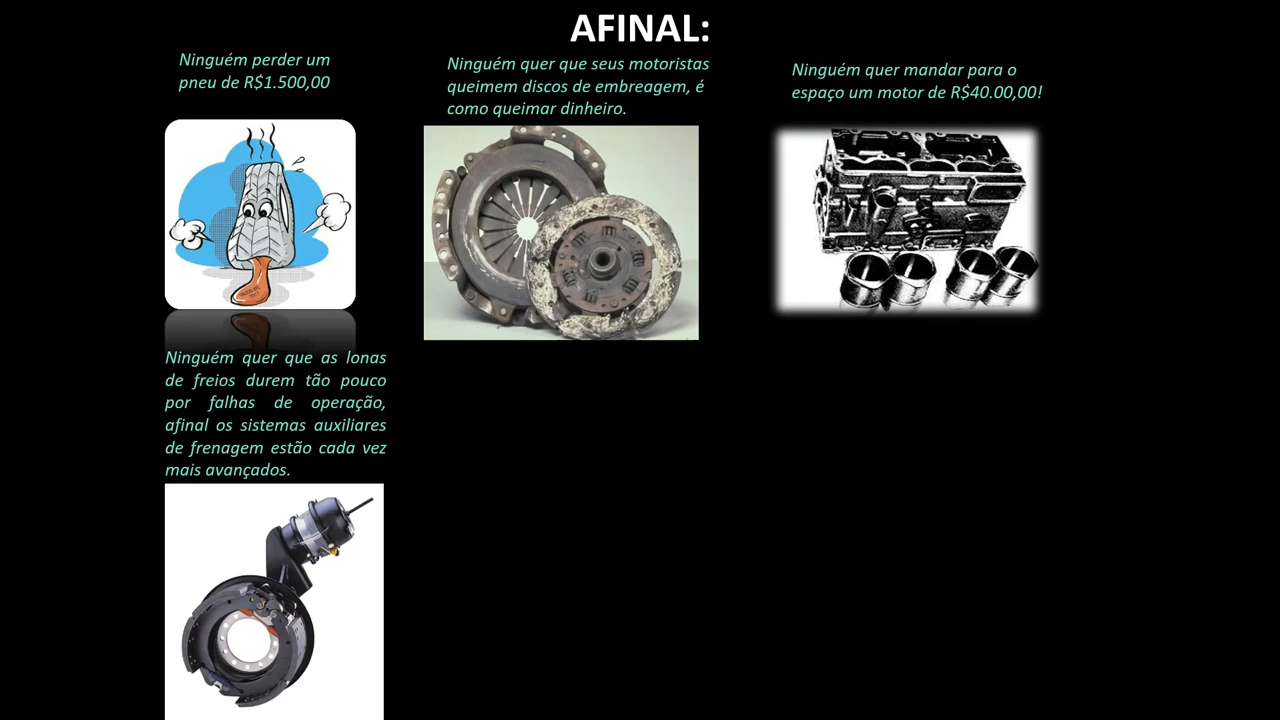 AFINAL:
Ninguém perder um
pneu de R$1.500,00
Ninguém quer que seus motoristas
queimem discos de embreagem, é
como queimar dinheiro.
Ninguém quer mandar para o
espaço um motor de R$40.00,00!
Ninguém quer que as lonas
de freios durem tão pouco
por falhas de operação,
afinal os sistemas auxiliares
de frenagem estão cada vez
mais avançados.